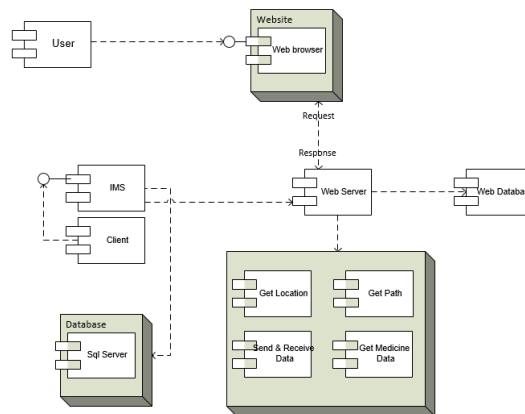 Website
User
Web browser
Request
Response
IMS
Web Server
Web Databa
Client
Get Location
Get Path
Database
Sql Server
Send & Receive
Data
Get Medicine
Data